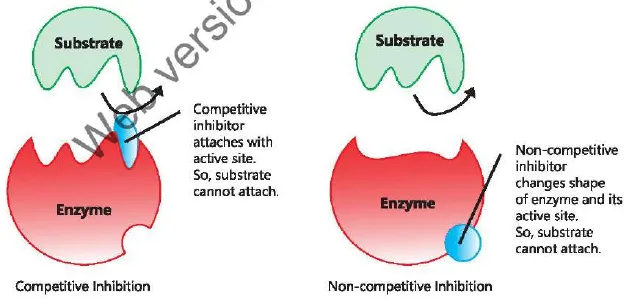 Substrate
Web version
Competitive
inhibitor
attaches with
active site.
So, substrate
cannot attach.
Enzyme
Competitive Inhibition
Substrate
Non-competitive
inhibitor
changes shape
of enzyme and its
active site.
So, substrate
cannot attach.
Enzyme
Non-competitive Inhibition